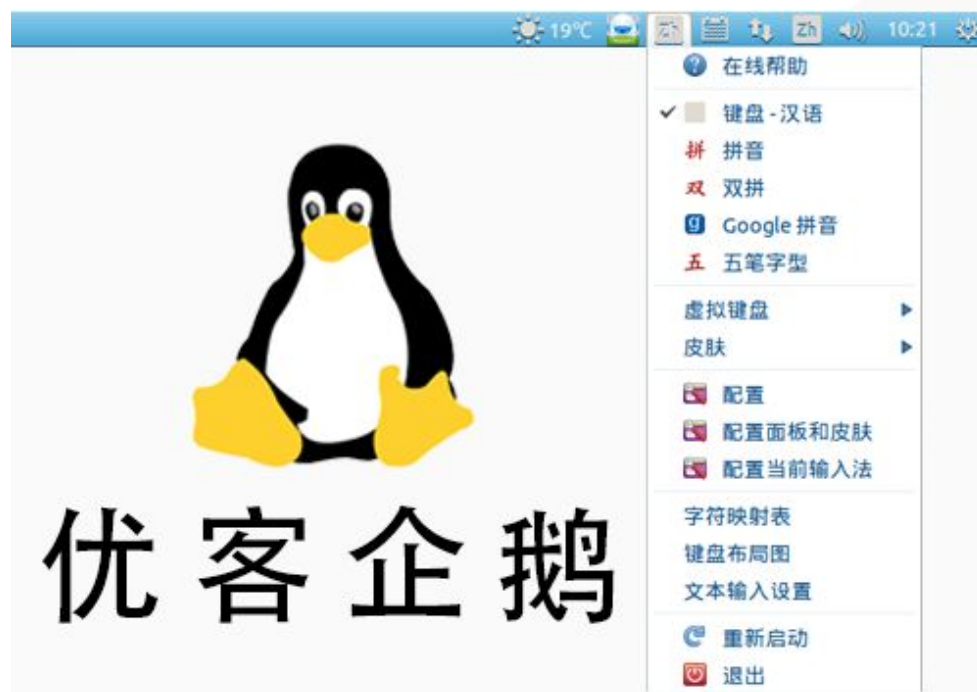 19℃ Zh Zh 10:21
在线帮助
键盘 - 汉语
拼 拼音
双 双拼
g Google 拼音
五 五笔字型
虚拟键盘
皮肤
配置
配置面板和皮肤
配置当前输入法
字符映射表
键盘布局图
文本输入设置
重新启动
退出
优客企鹅